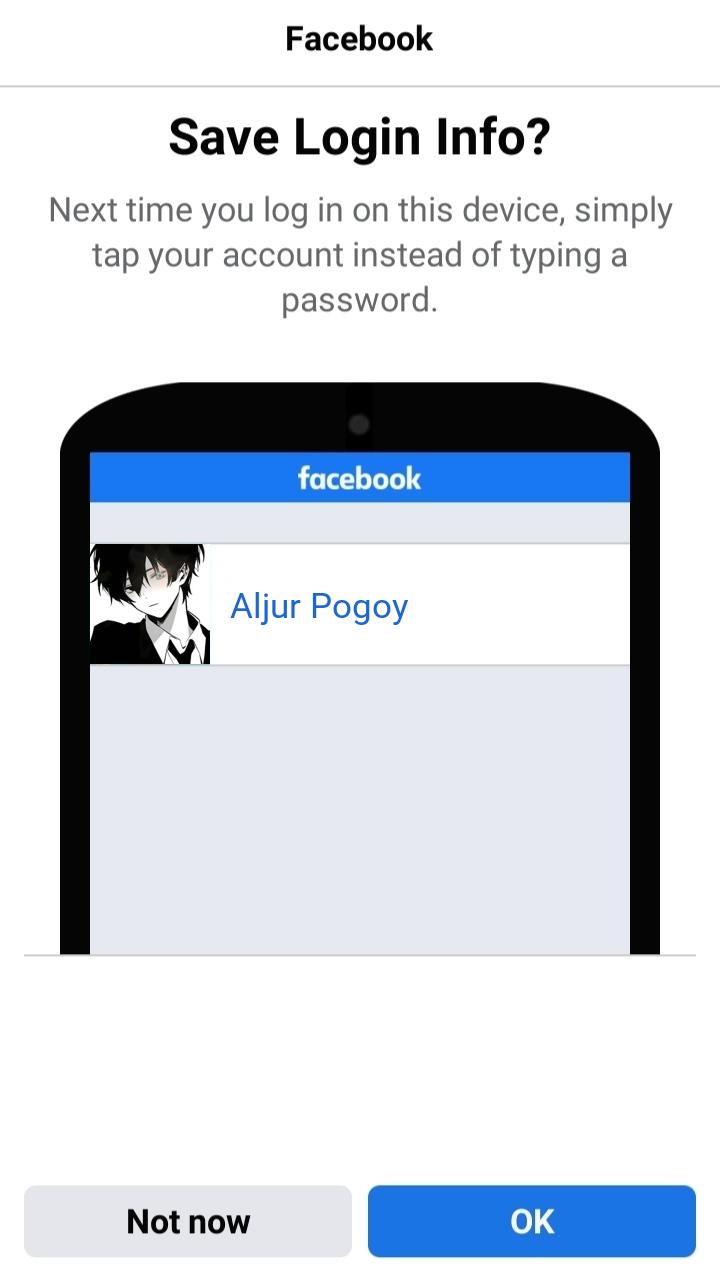 Facebook
Save Login Info?
Next time you log in on this device, simply
tap your account instead of typing a
password.
facebook
Aljur Pogoy
Not now
OK